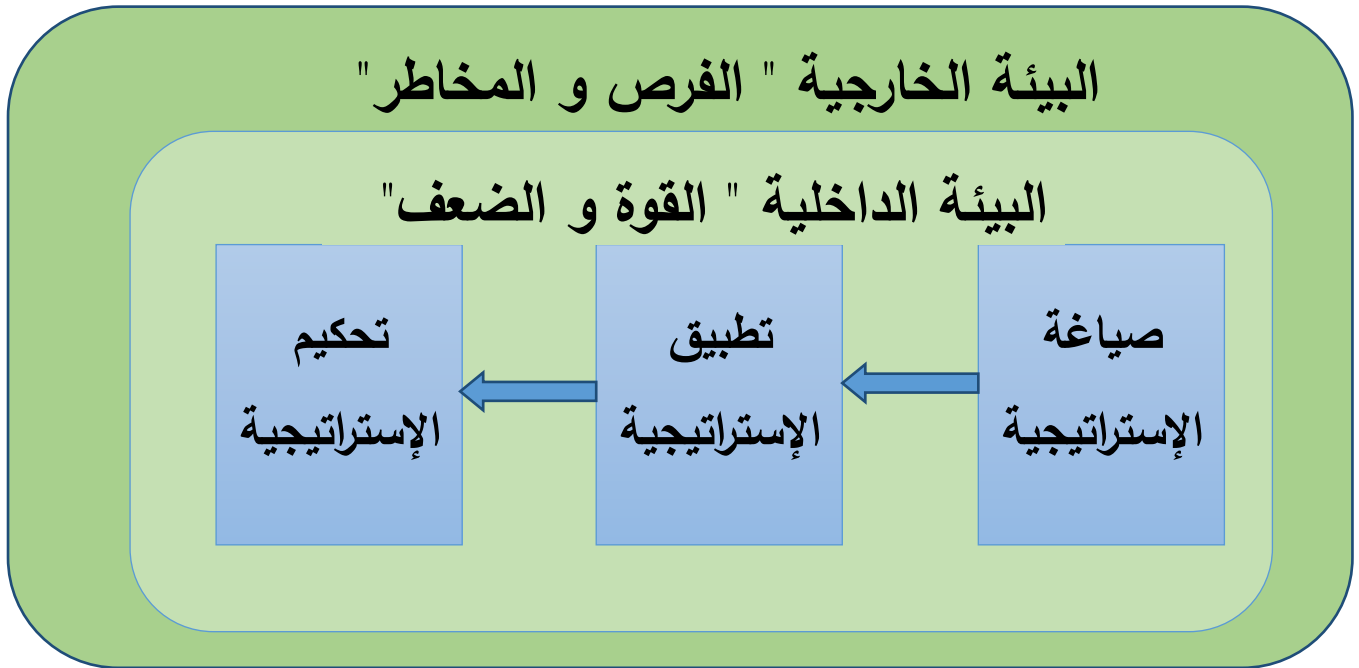 البيئة الخارجية " الفرص و المخاطر"
البيئة الداخلية " القوة و الضعف"
صياغة
الإستراتيجية
تطبيق
الإستراتيجية
تحكيم
الإستراتيجية